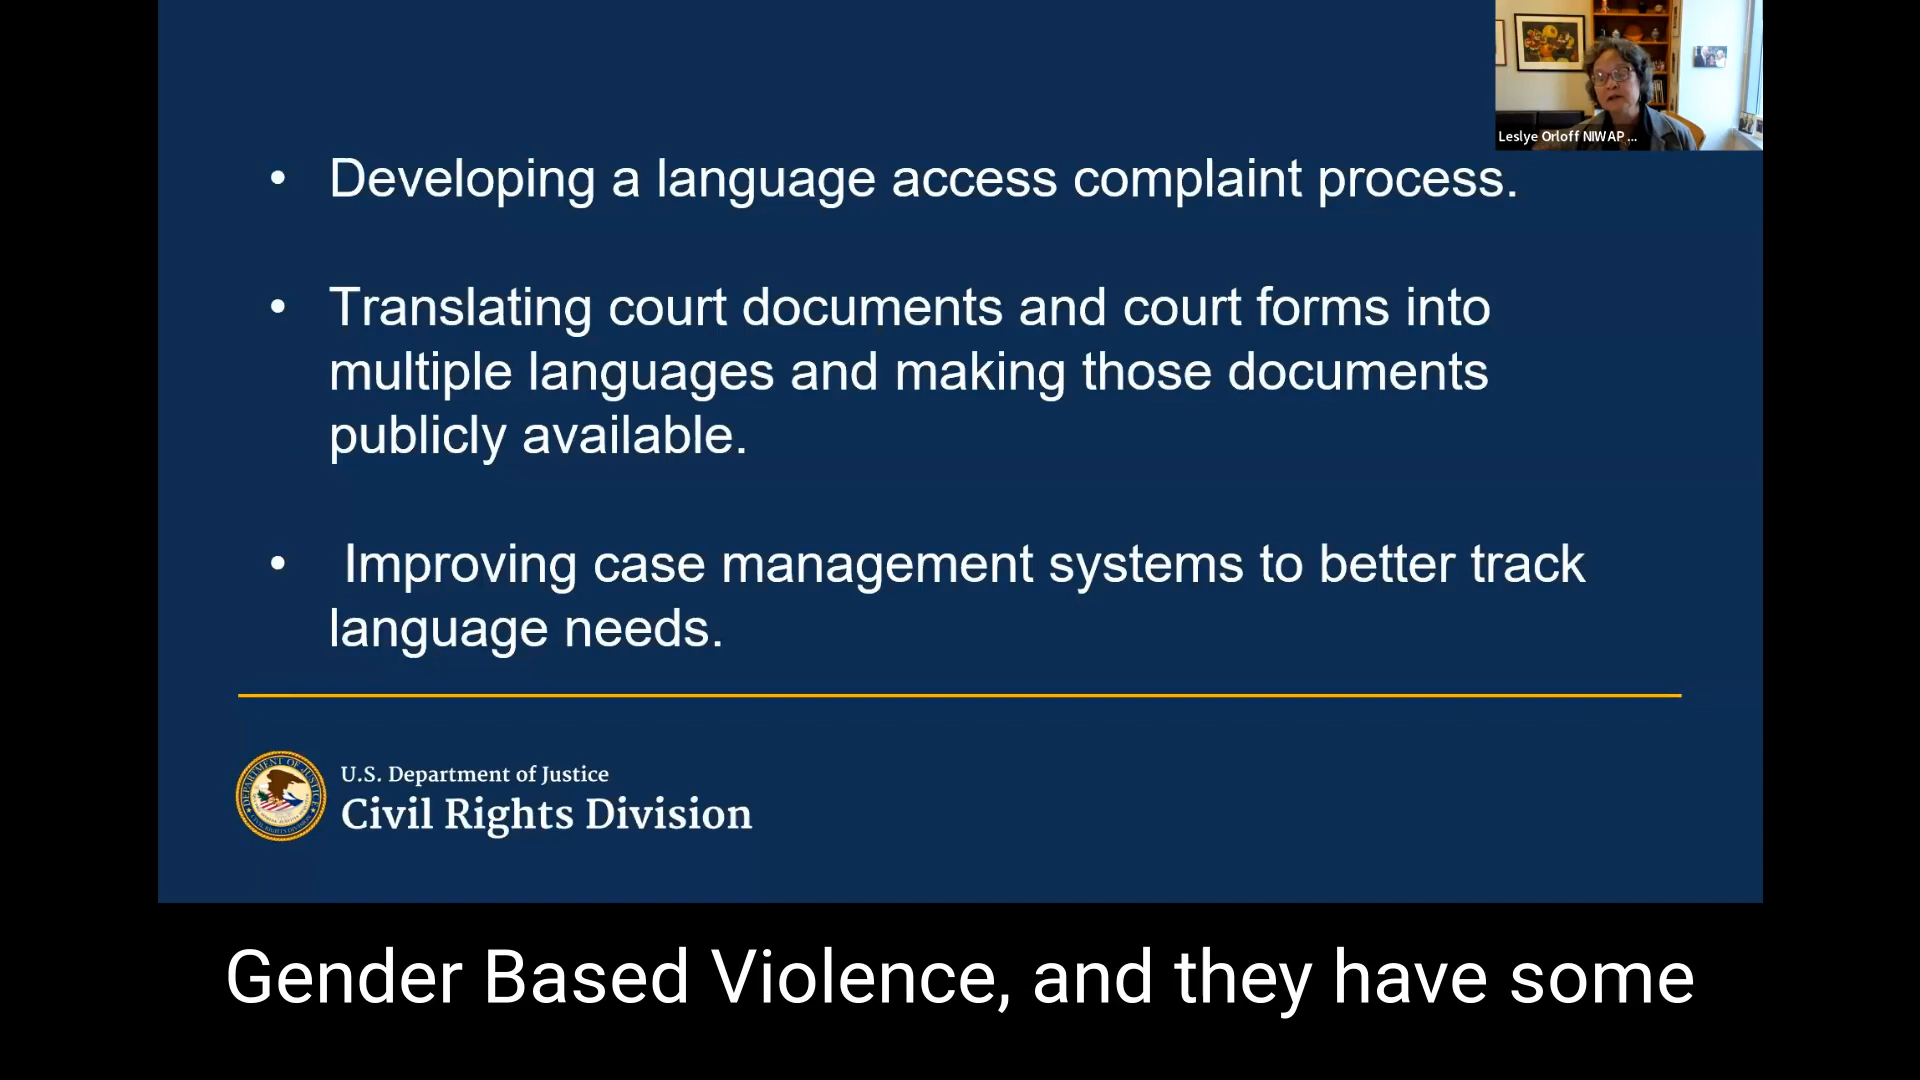 Leslye Orloff NIWAP ...
• Developing a language access complaint process.
• Translating court documents and court forms into
multiple languages and making those documents
publicly available.
• Improving case management systems to better track
language needs.
U.S. Department of Justice
Civil Rights Division
Gender Based Violence, and they have some